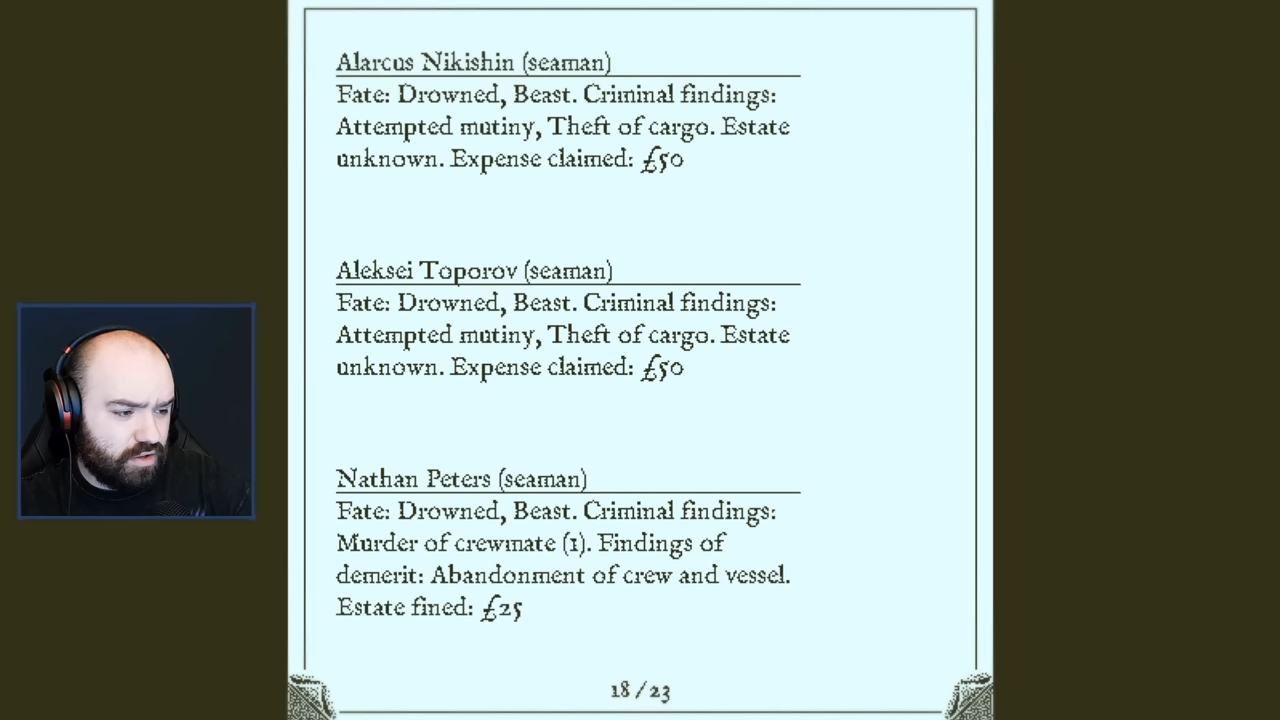 Alarcus Nikishin (seaman)
Fate: Drowned, Beast. Criminal findings:
Attempted mutiny, Theft of cargo. Estate
unknown. Expense claimed: £50
Aleksei Toporov (seaman)
Fate: Drowned, Beast. Criminal findings:
Attempted mutiny, Theft of cargo. Estate
unknown. Expense claimed: £50
Nathan Peters (seaman)
Fate: Drowned, Beast. Criminal findings:
Murder of crewmate (1). Findings of
demerit: Abandonment of crew and vessel.
Estate fined: £25
18 / 23